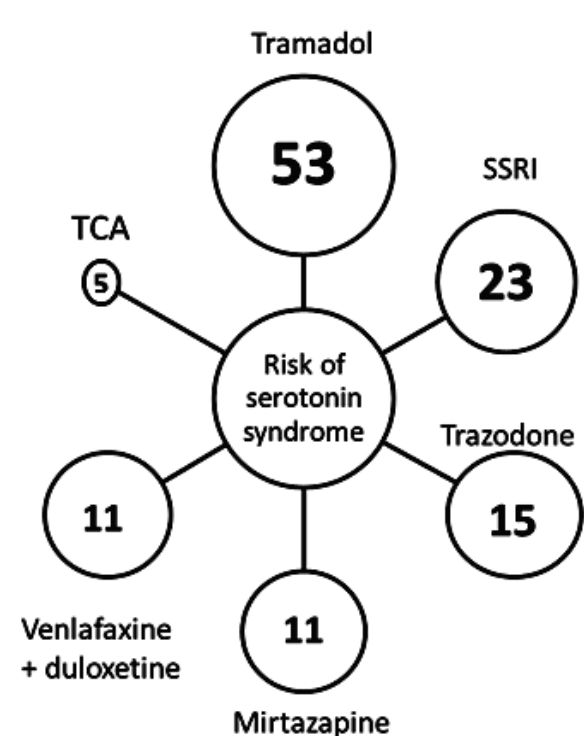 Tramadol
53
SSRI
23
TCA
5
Risk of
serotonin
syndrome
Trazodone
15
11
Venlafaxine
+ duloxetine
11
Mirtazapine